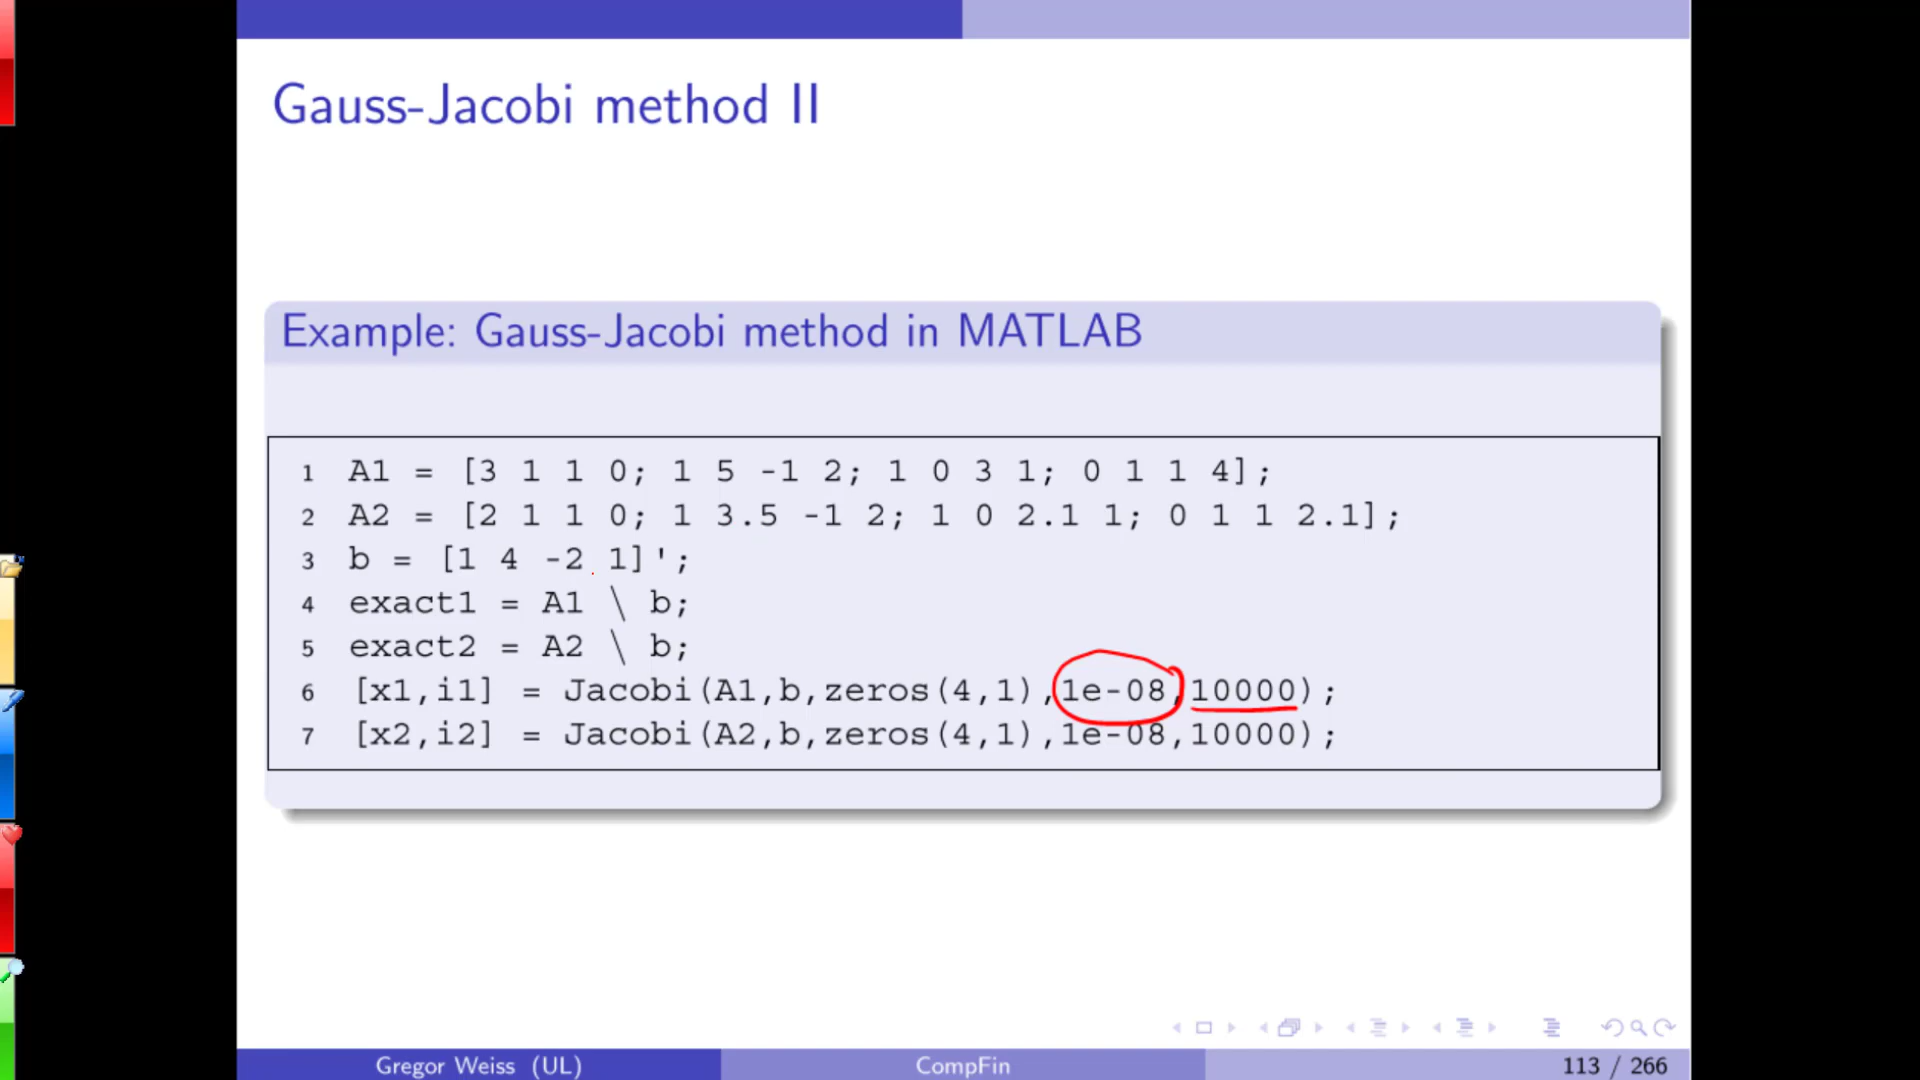 Gauss-Jacobi method II
Example: Gauss-Jacobi method in MATLAB
1 A1 = [3 1 1 0; 1 5 -1 2; 1 0 3 1; 0 1 1 4];
2 A2 = [2 1 1 0; 1 3.5 -1 2; 1 0 2.1 1; 0 1 1 2.1];
3 b = [1 4 -2 1]';
4 exact1 = A1 \ b;
5 exact2 = A2 \ b;
6 [x1,i1] = Jacobi(A1,b,zeros(4,1),1e-08,10000);
7 [x2,i2] = Jacobi(A2,b,zeros(4,1),1e-08,10000);
Gregor Weiss (UL) CompFin 113 / 266